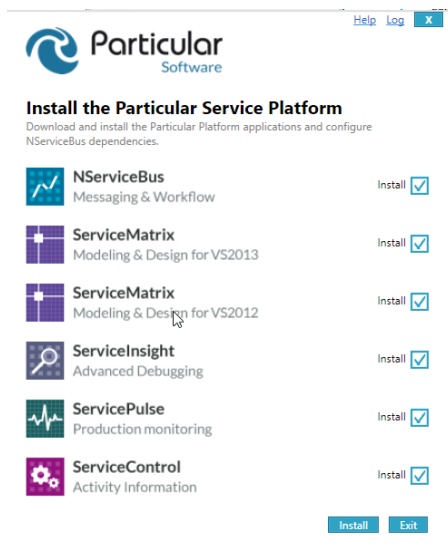 Help Log X
Particular
Software
Install the Particular Service Platform
Download and install the Particular Platform applications and configure
NServiceBus dependencies.
NServiceBus
Messaging & Workflow
Install
ServiceMatrix
Modeling & Design for VS2013
Install
ServiceMatrix
Modeling & Design for VS2012
Install
ServiceInsight
Advanced Debugging
Install
ServicePulse
Production monitoring
Install
ServiceControl
Activity Information
Install
Install Exit